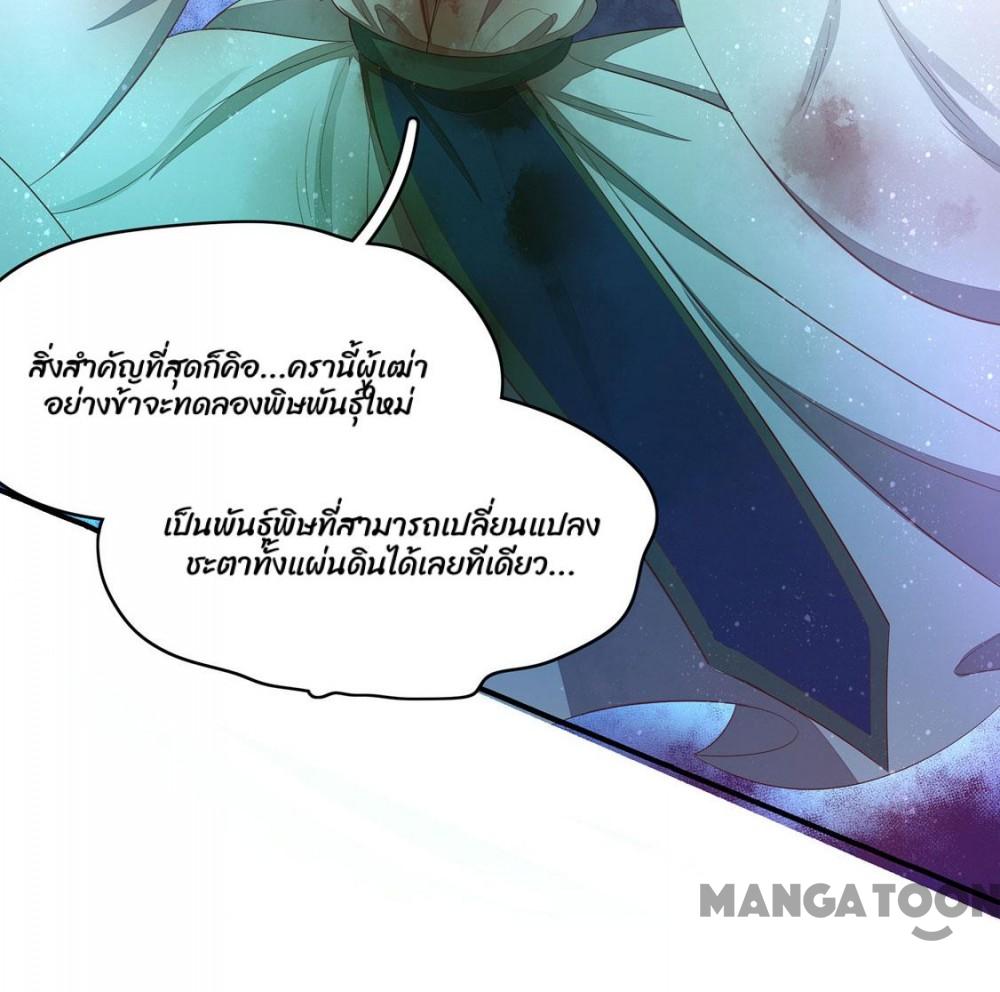 สิ่งสำคัญที่สุดก็คือ...ครานี้ผู้เฒ่า
อย่างข้าจะทดลองพิษพันธุ์ใหม่
เป็นพันธุ์พิษที่สามารถเปลี่ยนแปลง
ชะตาทั้งแผ่นดินได้เลยทีเดียว...
MANGATOON